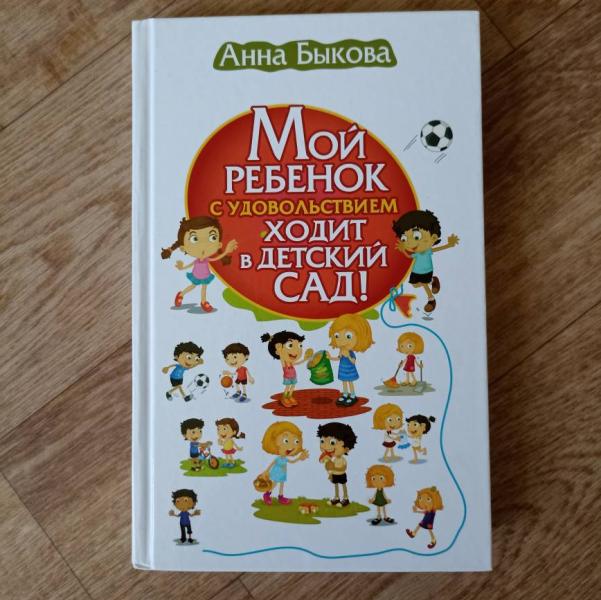 Анна Быкова
Мой
РЕБЕНОК
С УДОВОЛЬСТВИЕМ
ХОДИТ
В ДЕТСКИЙ
САД!